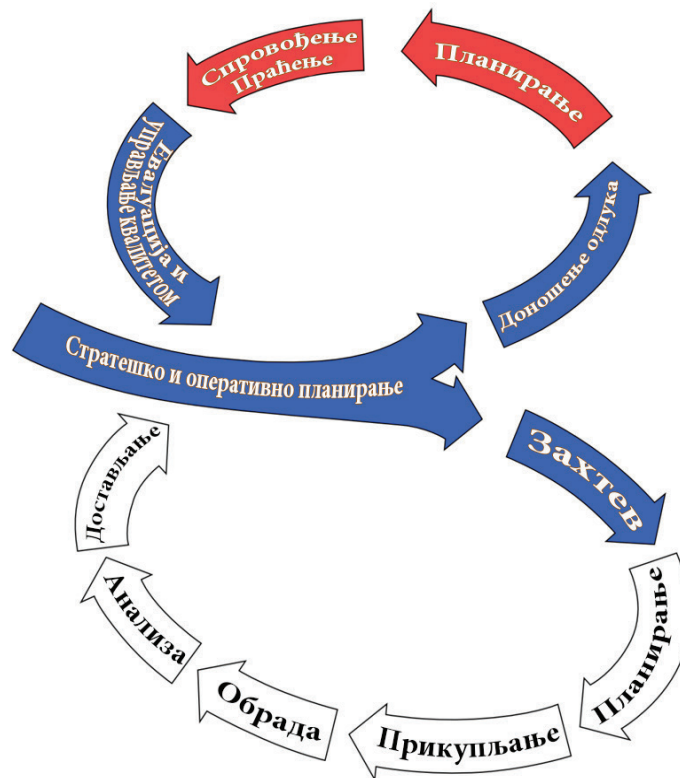 Планирање
Спровођење
Праћење
Евалуација и
управљање квалитетом
Доношење одлука
Стратешко и оперативно планирање
Захтев
Планирање
Прикупљање
Обрада
Анализа
Достављање